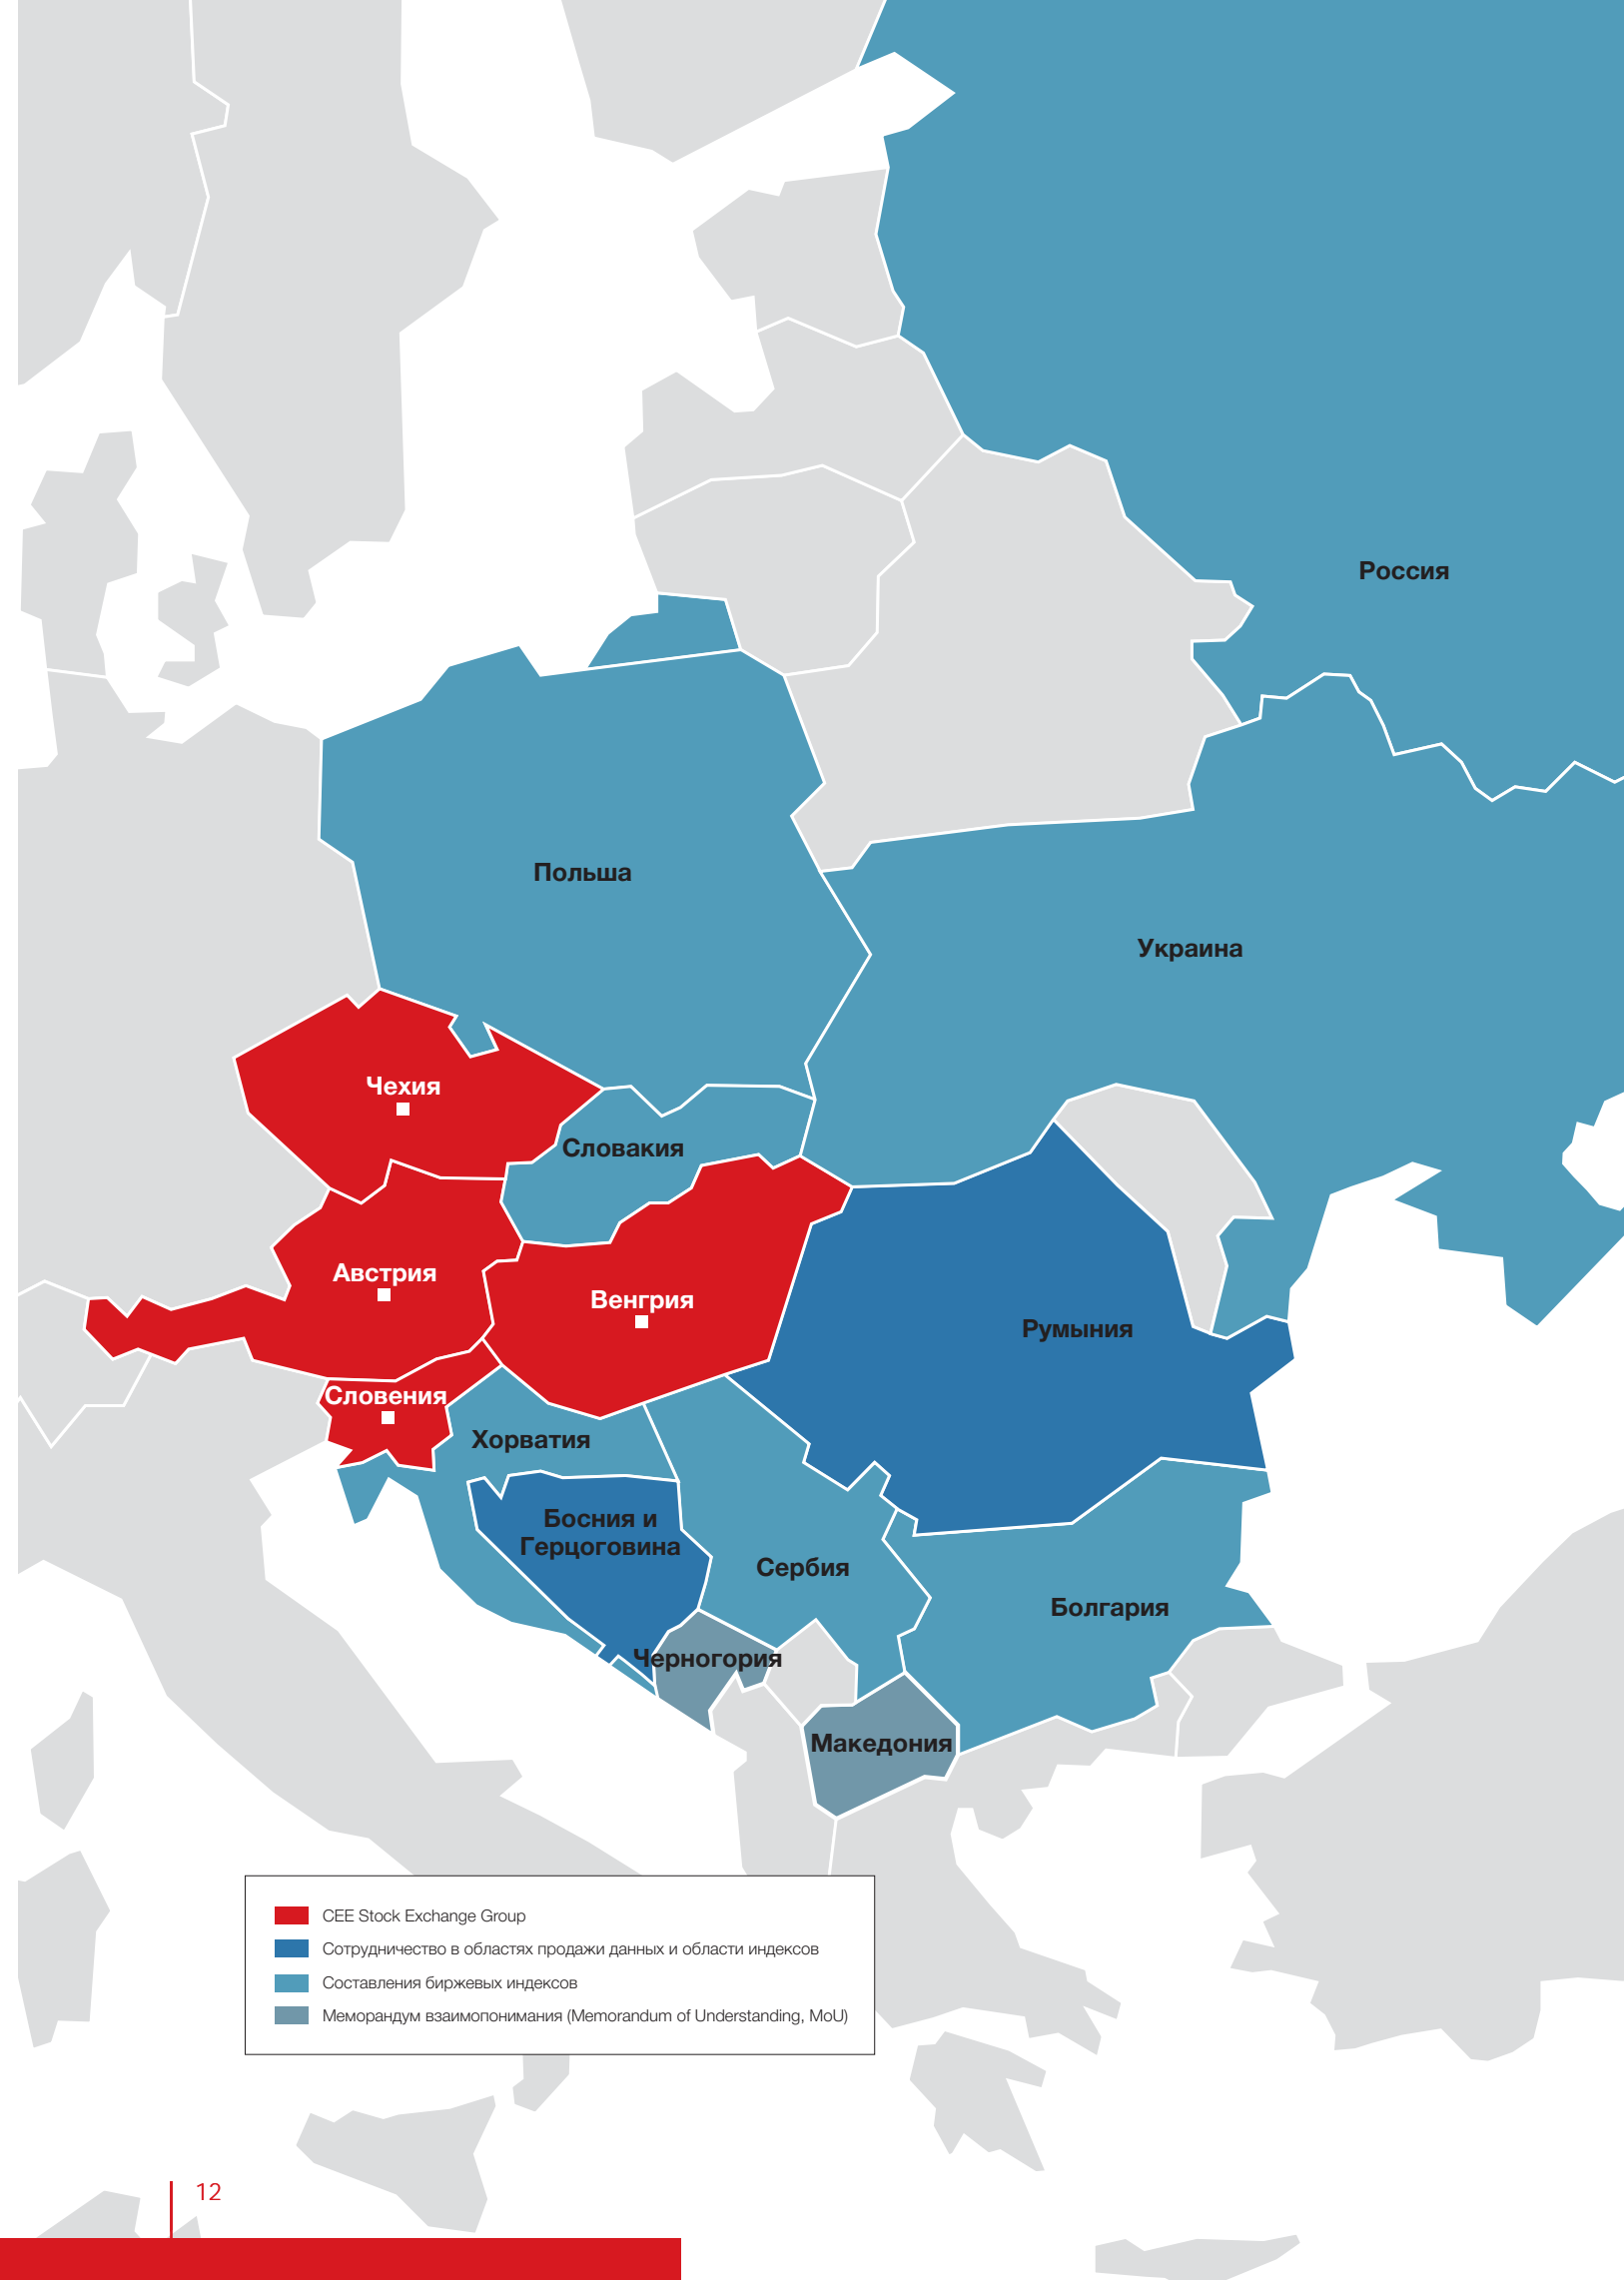 Россия
Польша
Украина
Чехия
Словакия
Австрия
Венгрия
Румыния
Словения
Хорватия
Босния и
Герцоговина
Сербия
Болгария
Черногория
Македония
CEE Stock Exchange Group
Сотрудничество в областях продажи данных и области индексов
Составления биржевых индексов
Меморандум взаимопонимания (Memorandum of Understanding, MoU)
12